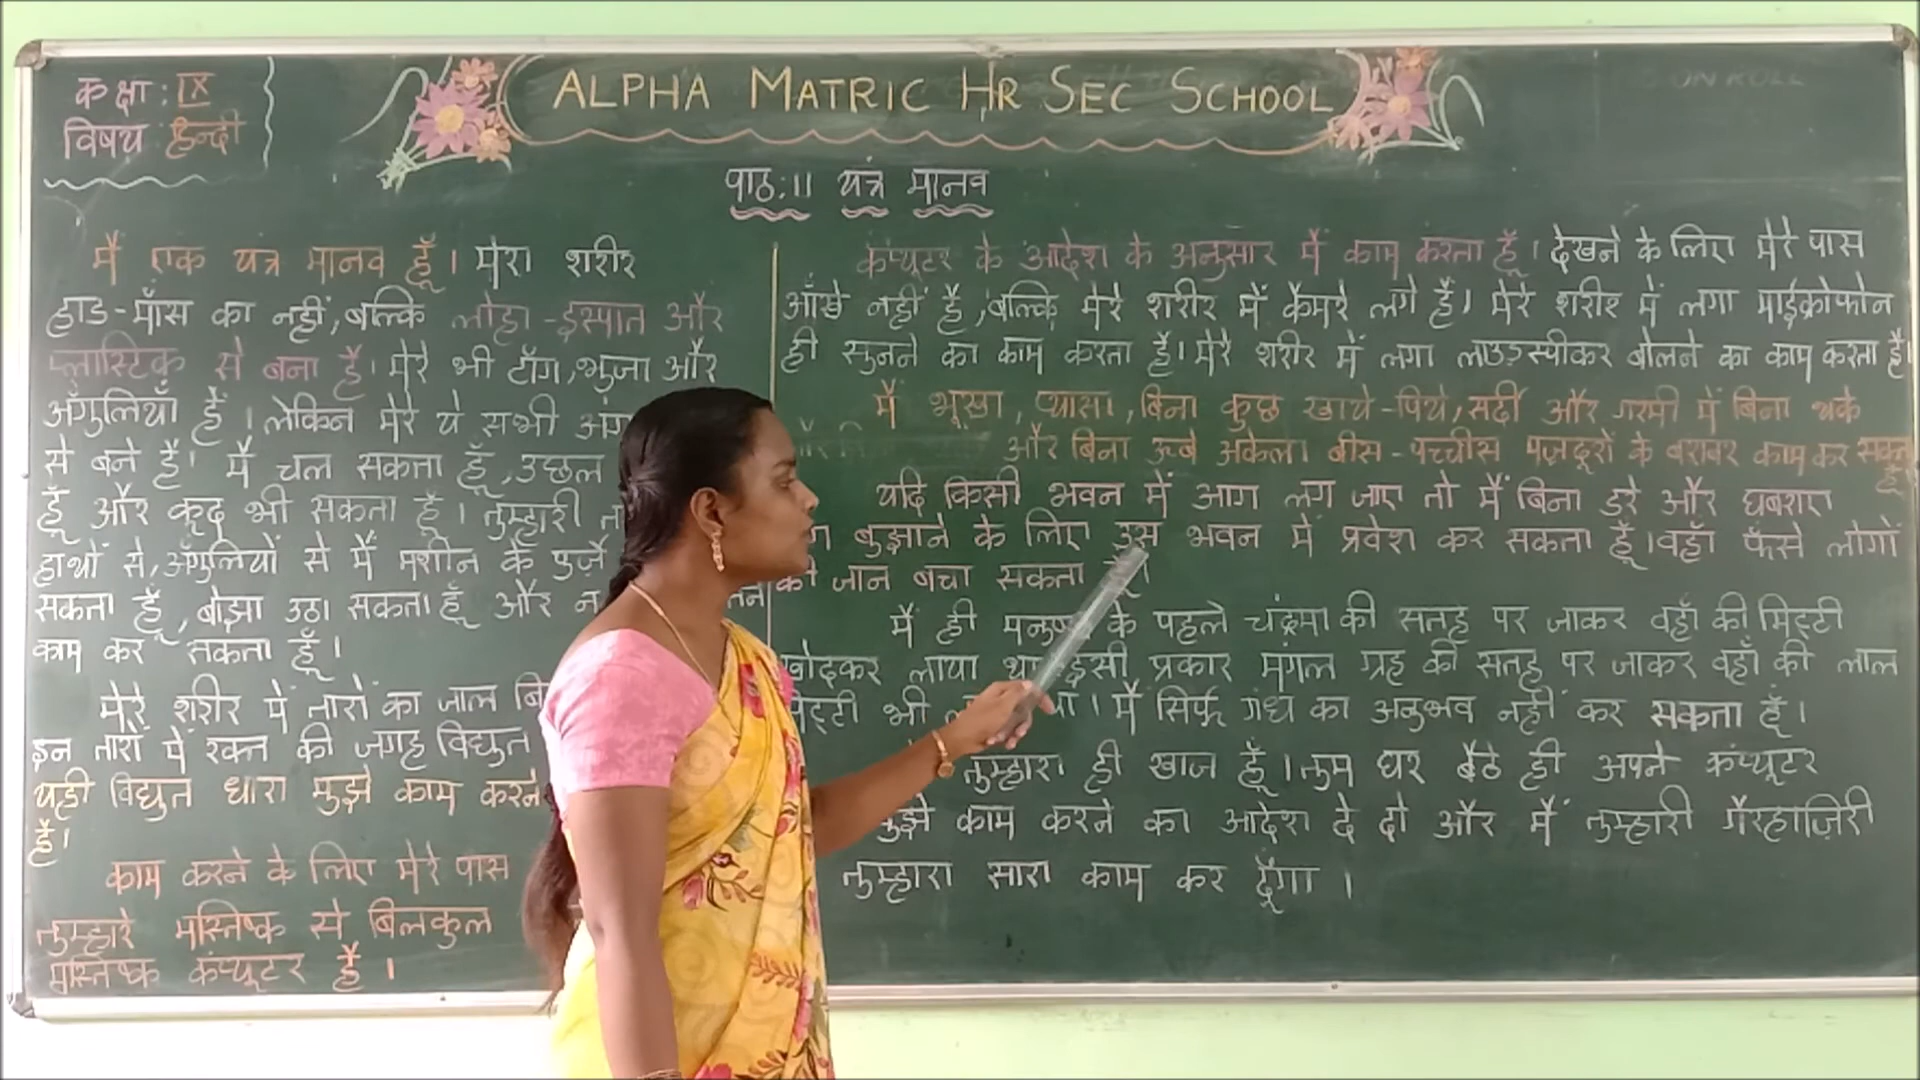 कक्षा : IX
विषय हिन्दी
ALPHA MATRIC HR SEC SCHOOL
पाठ:11 यंत्र मानव
मैं एक यंत्र मानव हूँ। मेरा शरीर
हाड-माँस का नहीं, बल्कि लोहा-इस्पात और
प्लास्टिक से बना है। मेरे भी टाँग, भुजा और
अँगुलियाँ हैं। लेकिन मेरे ये सभी अंग
से बने हैं। मैं चल सकता हूँ, उछल
हूँ और कूद भी सकता हूँ। तुम्हारी
हाथों से, अँगुलियों से मैं मशीन के पुर्जे
सकता हूँ, बोझा उठा सकता हूँ और
काम कर सकता हूँ।
मेरे शरीर में तारों का जाल
इन तारों में रक्त की जगह विद्युत
यही विद्युत धारा मुझे काम करने
है।
काम करने के लिए मेरे पास
तुम्हारे मस्तिष्क से बिलकुल
मस्तिष्क कंप्यूटर है।
कंप्यूटर के आदेश के अनुसार मैं काम करता हूँ। देखने के लिए मेरे पास
आँखे नहीं हैं, बल्कि मेरे शरीर में कैमरे लगे हैं। मेरे शरीर में लगा माईक्रोफोन
ही सुनने का काम करता है। मेरे शरीर में लगा लाउडस्पीकर बोलने का काम करता है
मैं भूखा, प्यासा, बिना कुछ खाये-पिये, सर्दी और गरमी में बिना थके
और बिना ऊबे अकेला बीस-पच्चीस मज़दूरों के बराबर काम कर सकता
हूँ
यदि किसी भवन में आग लग जाए तो मैं बिना डरे और घबराए
बुझाने के लिए उस भवन में प्रवेश कर सकता हूँ। वहाँ फँसे लोगों
की जान बचा सकता हूँ।
मैं ही मनुष्य के पहले चंद्रमा की सतह पर जाकर वहाँ की मिट्टी
खोदकर लाया था। इसी प्रकार मंगल ग्रह की सतह पर जाकर वहाँ की लाल
मिट्टी भी मैं सिर्फ गंध का अनुभव नहीं कर सकता हूँ।
तुम्हारा ही खाज हूँ। तुम घर बैठे ही अपने कंप्यूटर
मुझे काम करने का आदेश दे दो और मैं तुम्हारी गैरहाज़िरी
तुम्हारा सारा काम कर दूँगा।